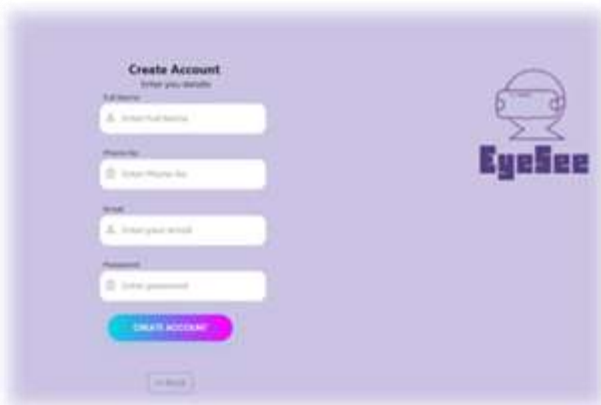 Create Account
Enter you details
Full Name
Enter Full Name
Phone No
Enter Phone No
Email
Enter your email
Password
Enter password
CREATE ACCOUNT
<< Back
EyeSee